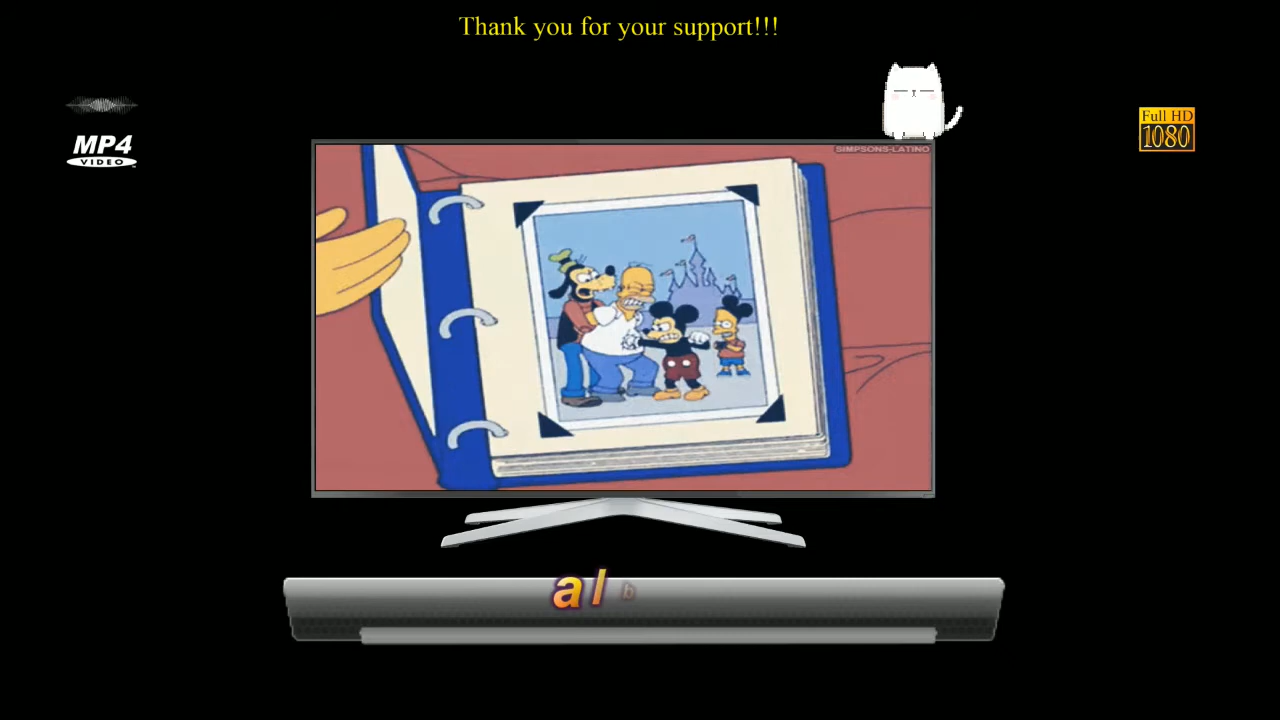 Thank you for your support!!!
MP4
VIDEO
Full HD
1080
SIMPSONS-LATINO
al b